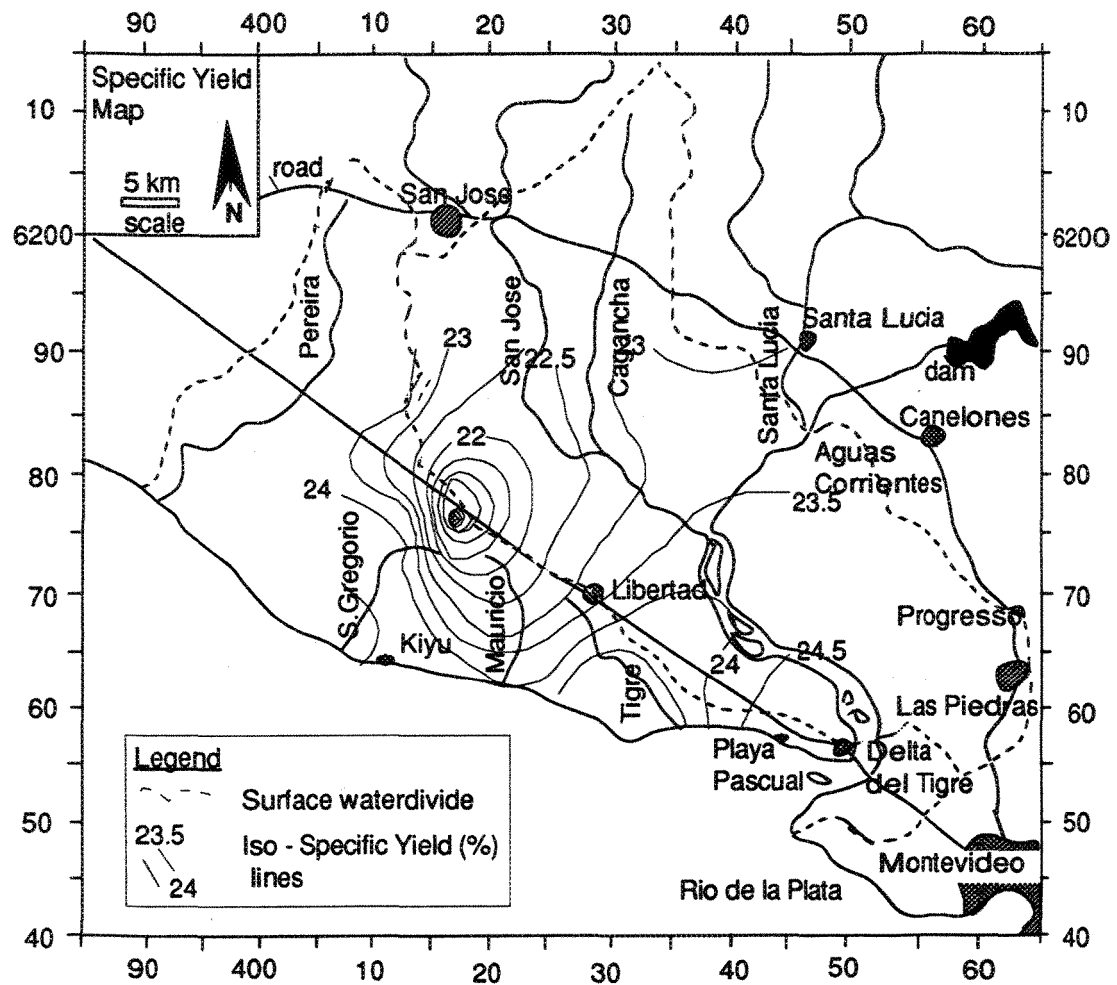 90 400 10 20 30 40 50 60
Specific Yield
Map
5 km
scale
N
10
10
road
San Jose
6200
6200
Pereira
San Jose
Cagancha
Santa Lucia
Santa Lucia
23
22.5
3
90
90
dam
Canelones
22
Aguas
Corrientes
80
80
24
23.5
S.Gregorio
Mauricio
Libertad
70
70
Progresso
Kiyu
Tigre
24
24.5
60
60
Las Piedras
Playa
Pascual
Delta
del Tigre
Legend
Surface waterdivide
23.5
24
Iso - Specific Yield (%)
lines
50
50
Montevideo
Rio de la Plata
40
40
90 400 10 20 30 40 50 60